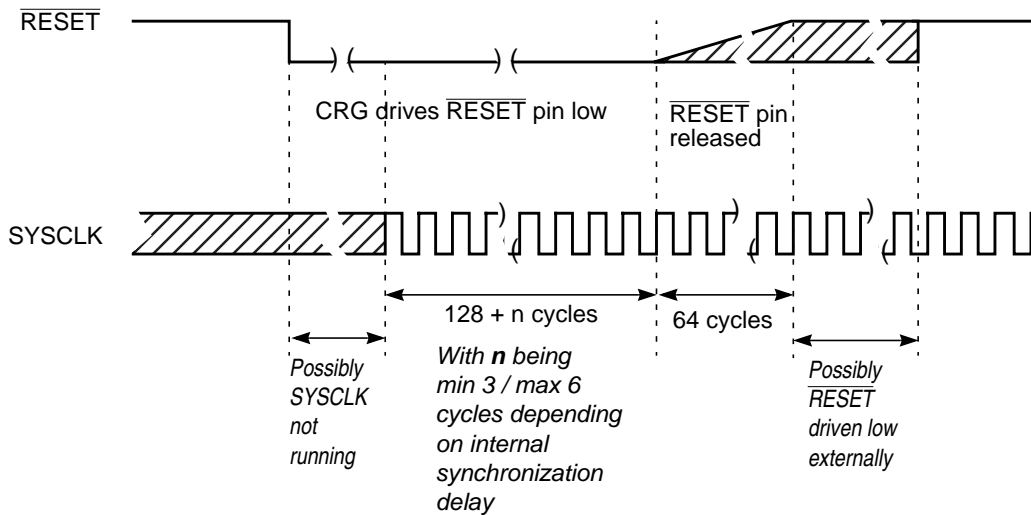 RESET
CRG drives RESET pin low
RESET pin
released
SYSCLK
128 + n cycles
64 cycles
Possibly
SYSCLK
not
running
With n being
min 3 / max 6
cycles depending
on internal
synchronization
delay
Possibly
RESET
driven low
externally